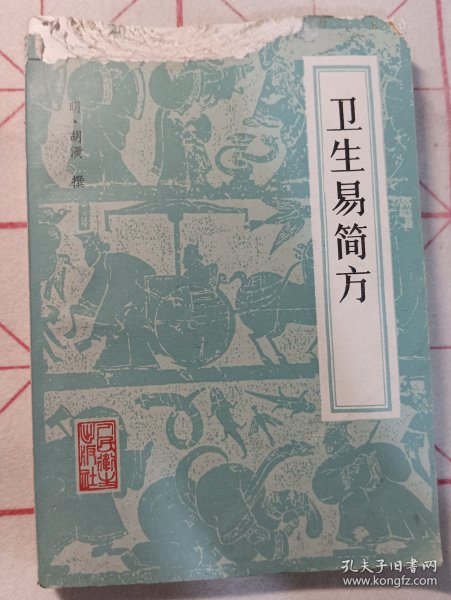 卫生易简方
明·胡濙 撰
人民卫生出版社
孔夫子旧书网
www.kongfz.com